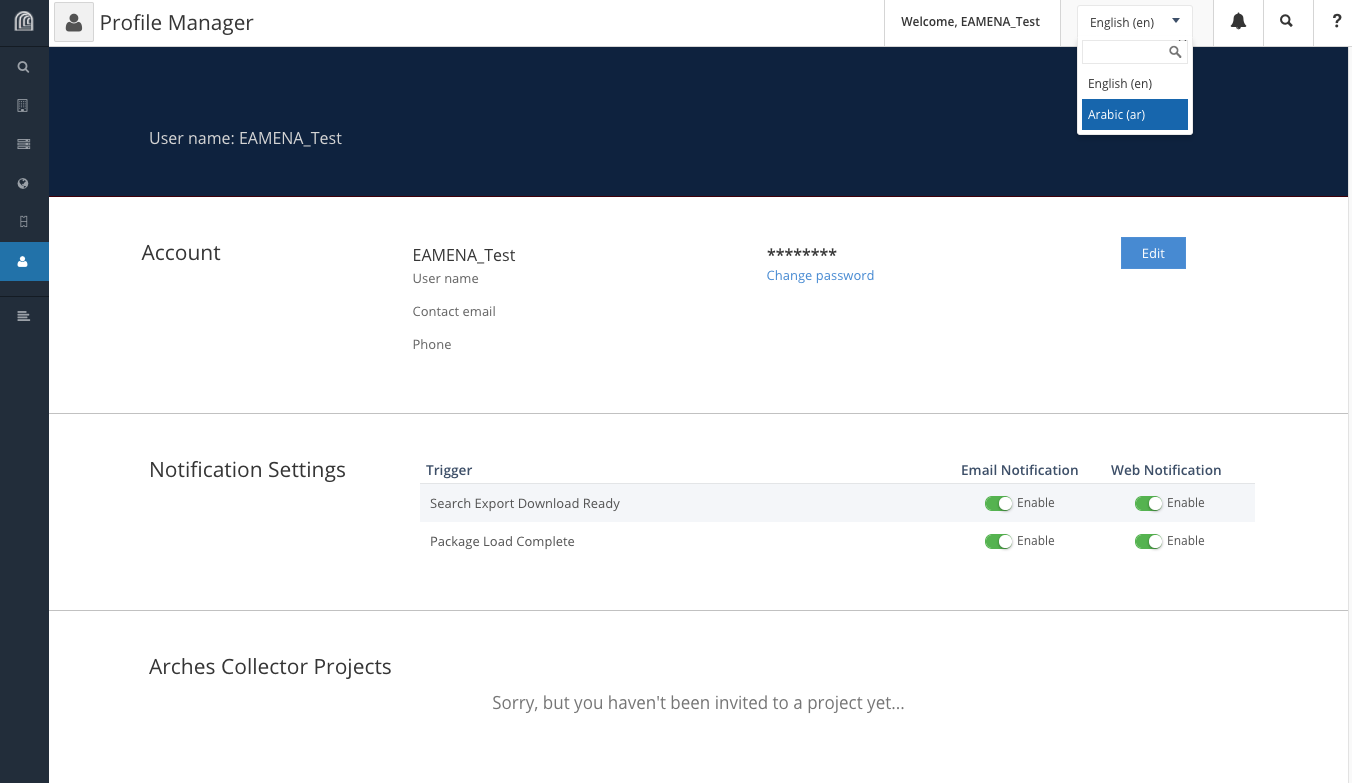 Profile Manager
Welcome, EAMENA_Test
English (en)
?
English (en)
Arabic (ar)
User name: EAMENA_Test
Account
EAMENA_Test
User name
Contact email
Phone
********
Change password
Edit
Notification Settings
Trigger Email Notification Web Notification
Search Export Download Ready Enable Enable
Package Load Complete Enable Enable
Arches Collector Projects
Sorry, but you haven't been invited to a project yet...